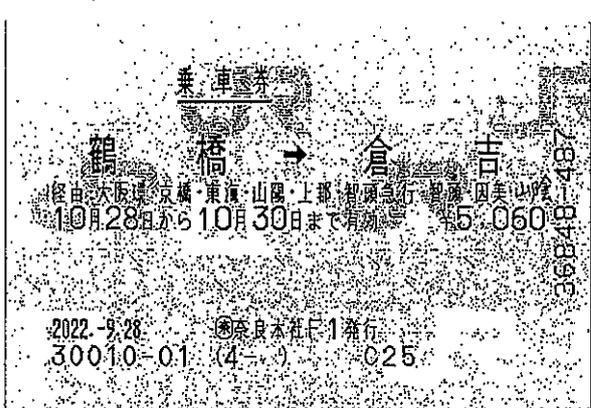 乗車券
鶴橋 → 倉吉
経由:大阪環・京橋・東海・山陽・上郡・智頭急行・智頭・因美・山陰
10月28日から10月30日まで有効 ¥5,060
36848-487
2022.-9.28 奈良本社F1発行
30010-01 (4- ) C25